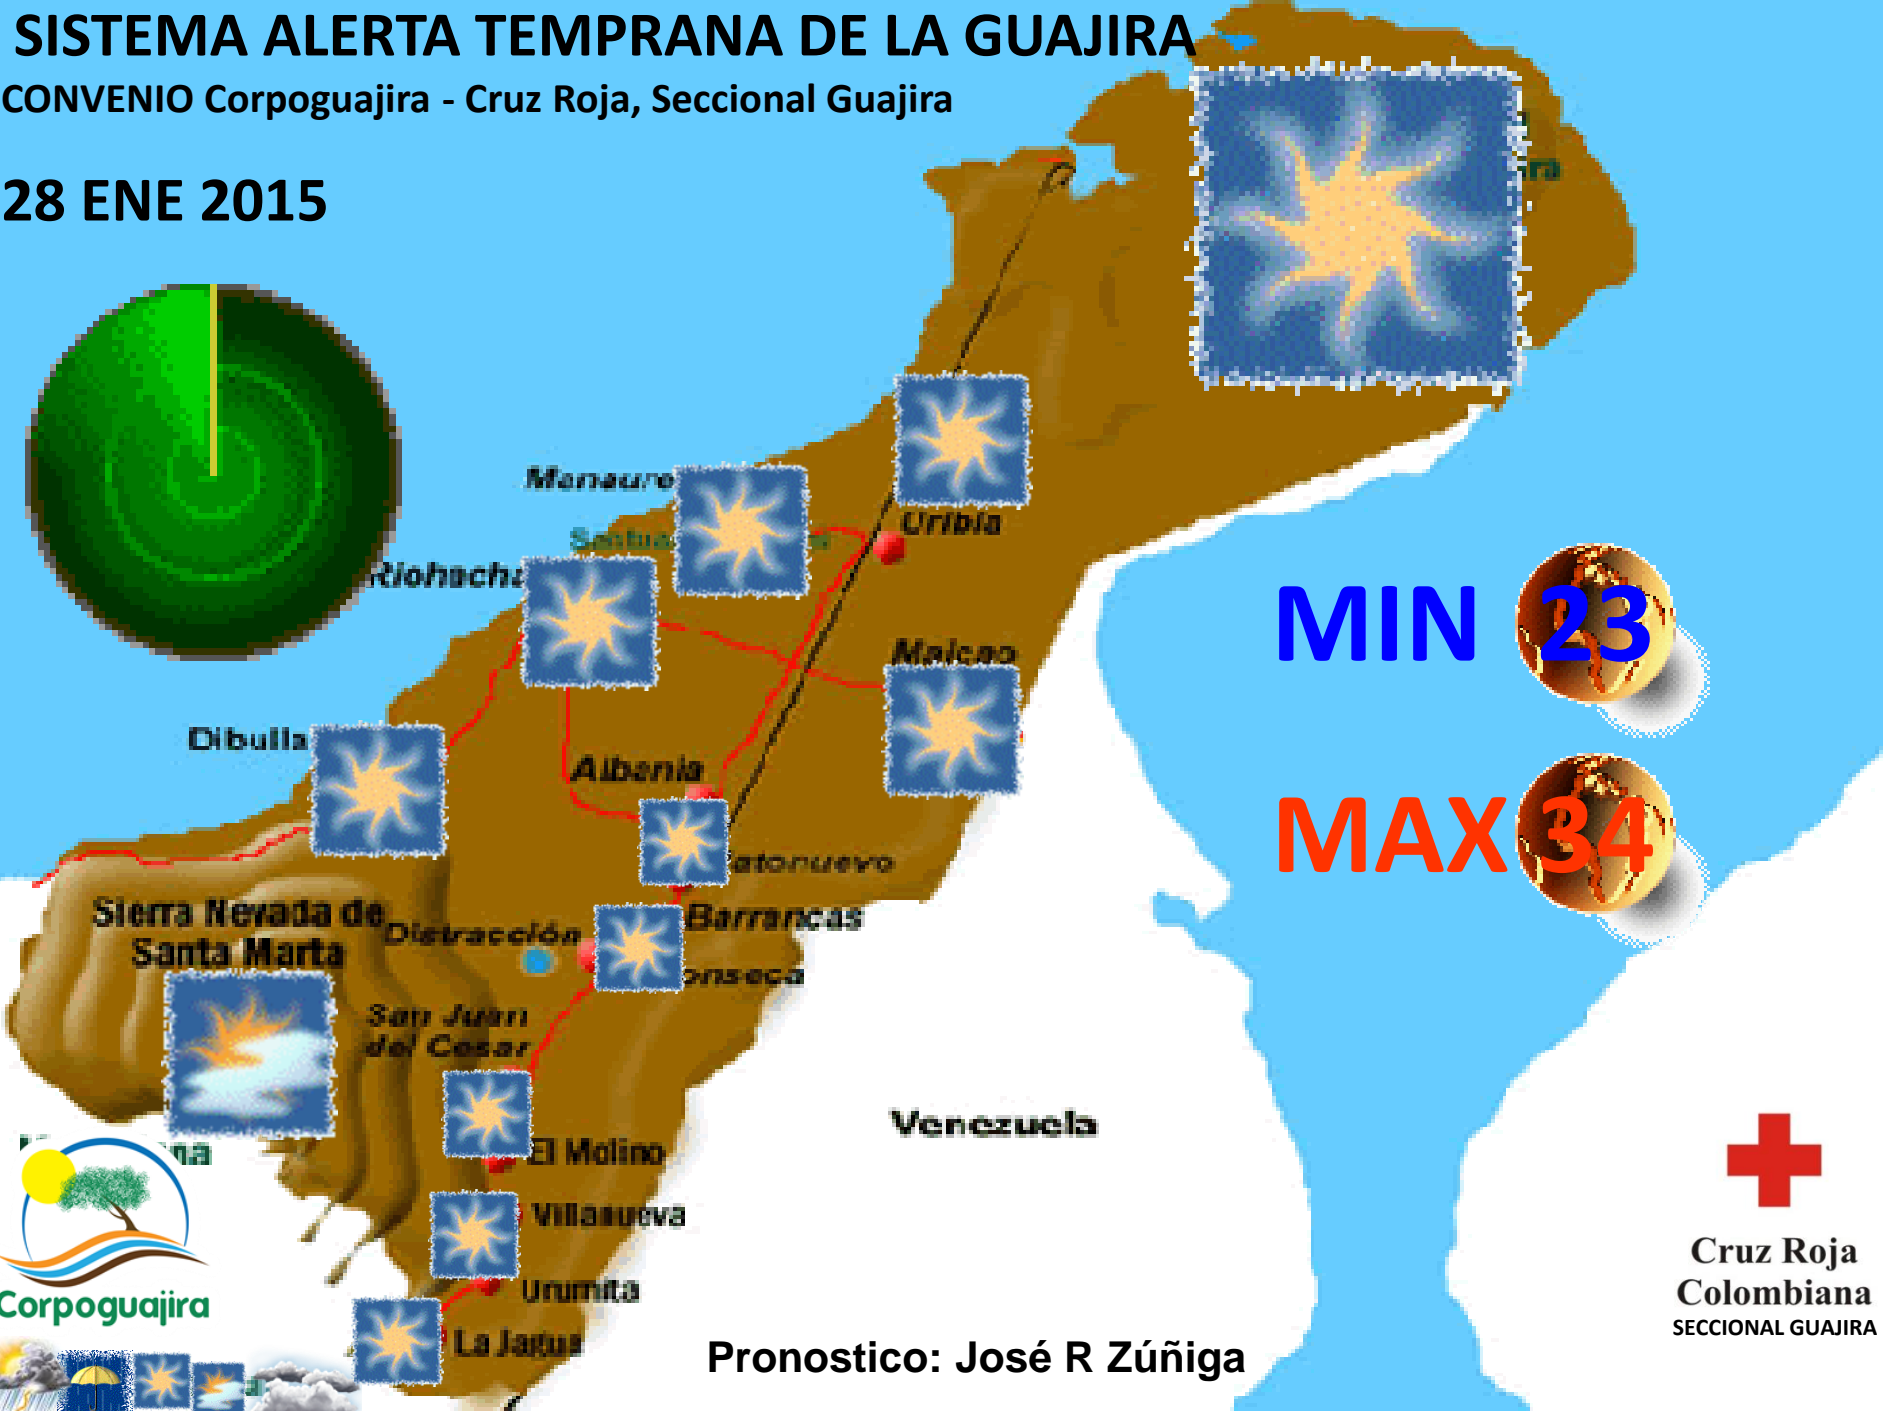 SISTEMA ALERTA TEMPRANA DE LA GUAJIRA
CONVENIO Corpoguajira - Cruz Roja, Seccional Guajira
28 ENE 2015
Manaure
Uribia
Riohacha
Maicao
MIN 23
Dibulla
Albania
MAX 34
atonuevo
Sierra Nevada de
Santa Marta
Distracción
Barrancas
onseca
San Juan
del Cesar
Venezuela
El Molino
Villanueva
Urumita
La Jagua
Corpoguajira
Cruz Roja
Colombiana
SECCIONAL GUAJIRA
Pronostico: José R Zúñiga